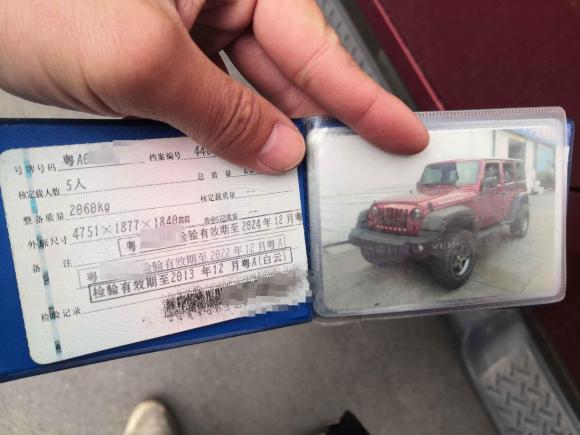 号牌号码 粤A6 档案编号 440
核定载人数 5人 总质量
整备质量 2060kg 核定载质量 --
外廓尺寸 4751×1877×1840mm 准牵引总质量 --
备注 粤 检验有效期至2024年12月粤
粤 检验有效期至2022年12月粤A
检验有效期至2013年12月粤A(白云)
检验记录
VEHIC